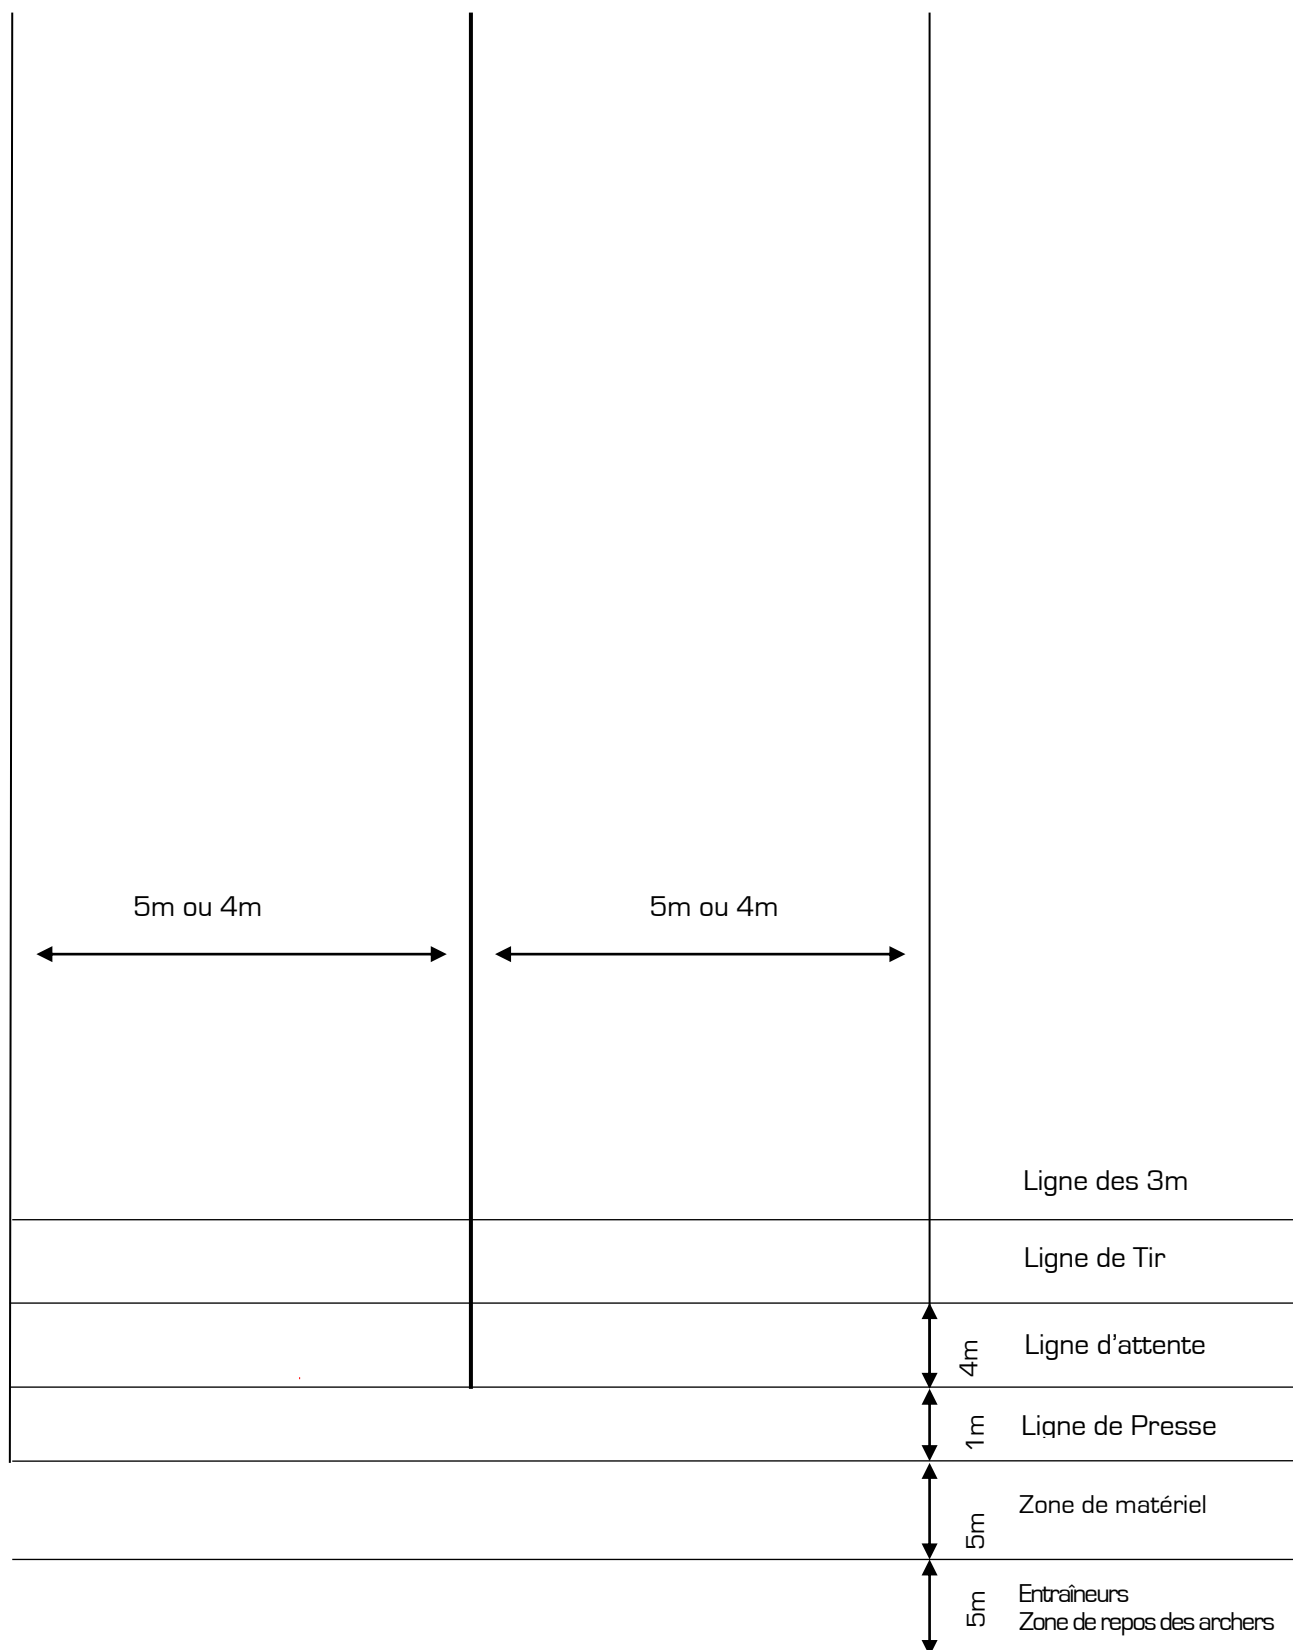 5m ou 4m
5m ou 4m
Ligne des 3m
Ligne de Tir
4m
Ligne d'attente
1m
Ligne de Presse
5m
Zone de matériel
5m
Entraîneurs
Zone de repos des archers